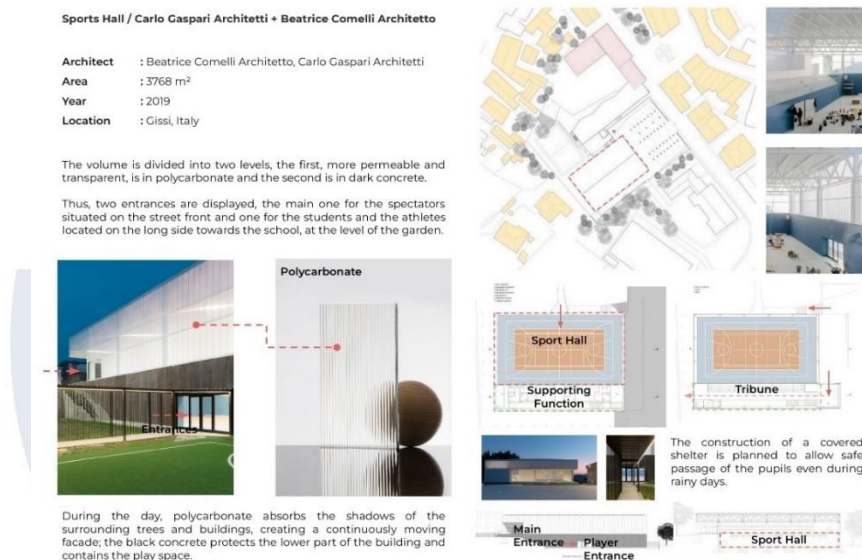 Sports Hall / Carlo Gaspari Architetti + Beatrice Comelli Architetto
Architect : Beatrice Comelli Architetto, Carlo Gaspari Architetti
Area : 3768 m²
Year : 2019
Location : Gissi, Italy
The volume is divided into two levels, the first, more permeable and
transparent, is in polycarbonate and the second is in dark concrete.
Thus, two entrances are displayed, the main one for the spectators
situated on the street front and one for the students and the athletes
located on the long side towards the school, at the level of the garden.
Polycarbonate
Entrances
During the day, polycarbonate absorbs the shadows of the
surrounding trees and buildings, creating a continuously moving
facade; the black concrete protects the lower part of the building and
contains the play space.
Sport Hall
Supporting
Function
Tribune
The construction of a covered
shelter is planned to allow safe
passage of the pupils even during
rainy days.
Main
Entrance
Player
Entrance
Sport Hall